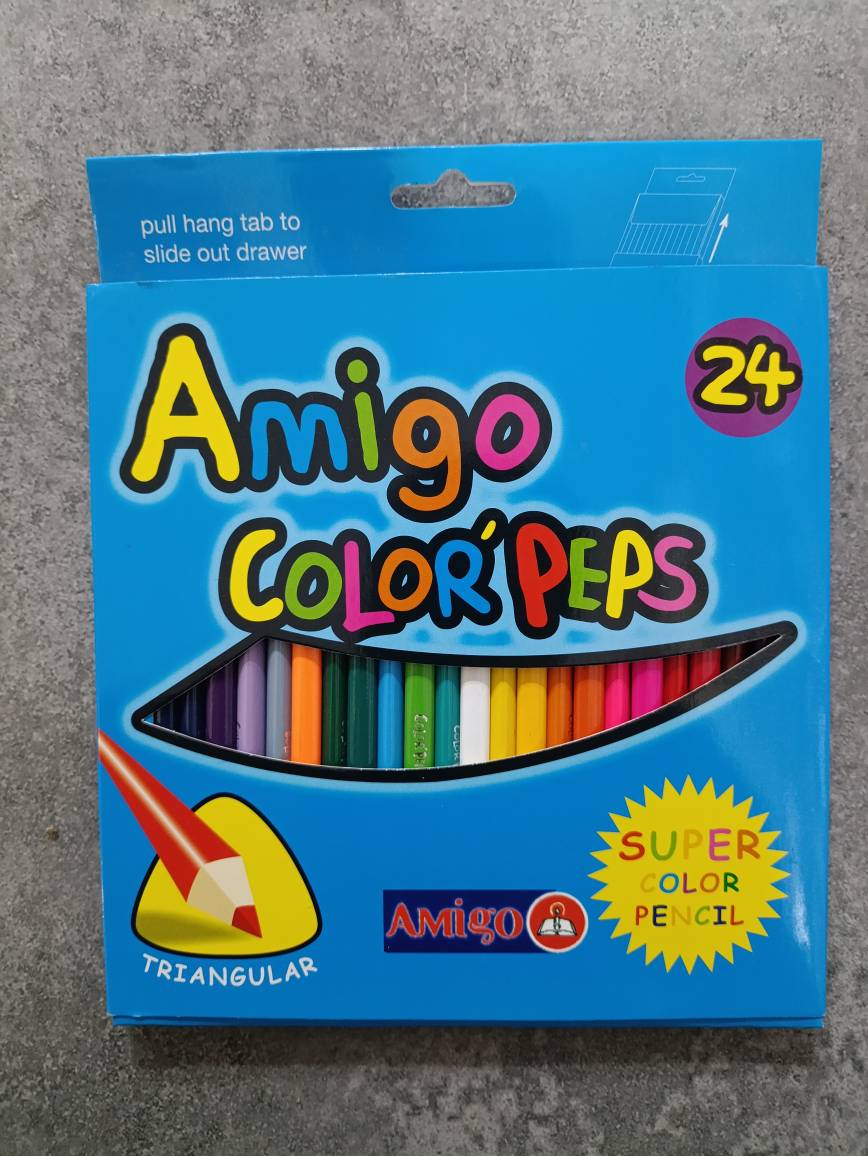 pull hang tab to
slide out drawer
24
Amigo
COLOR'PEPS
TRIANGULAR
AMigo
SUPER
COLOR
PENCIL